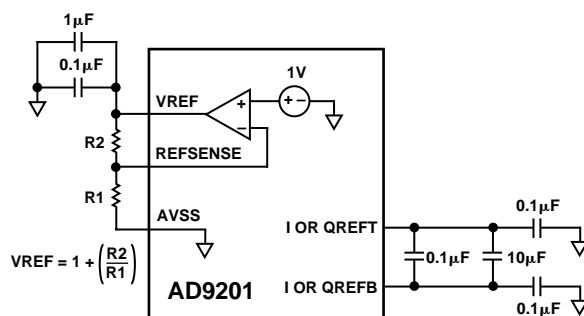 1µF
0.1µF
1V
VREF
R2
REFSENSE
R1
AVSS
VREF = 1 + (R2/R1)
AD9201
I OR QREFT
0.1µF
0.1µF
10µF
I OR QREFB
0.1µF
+ −
+
−